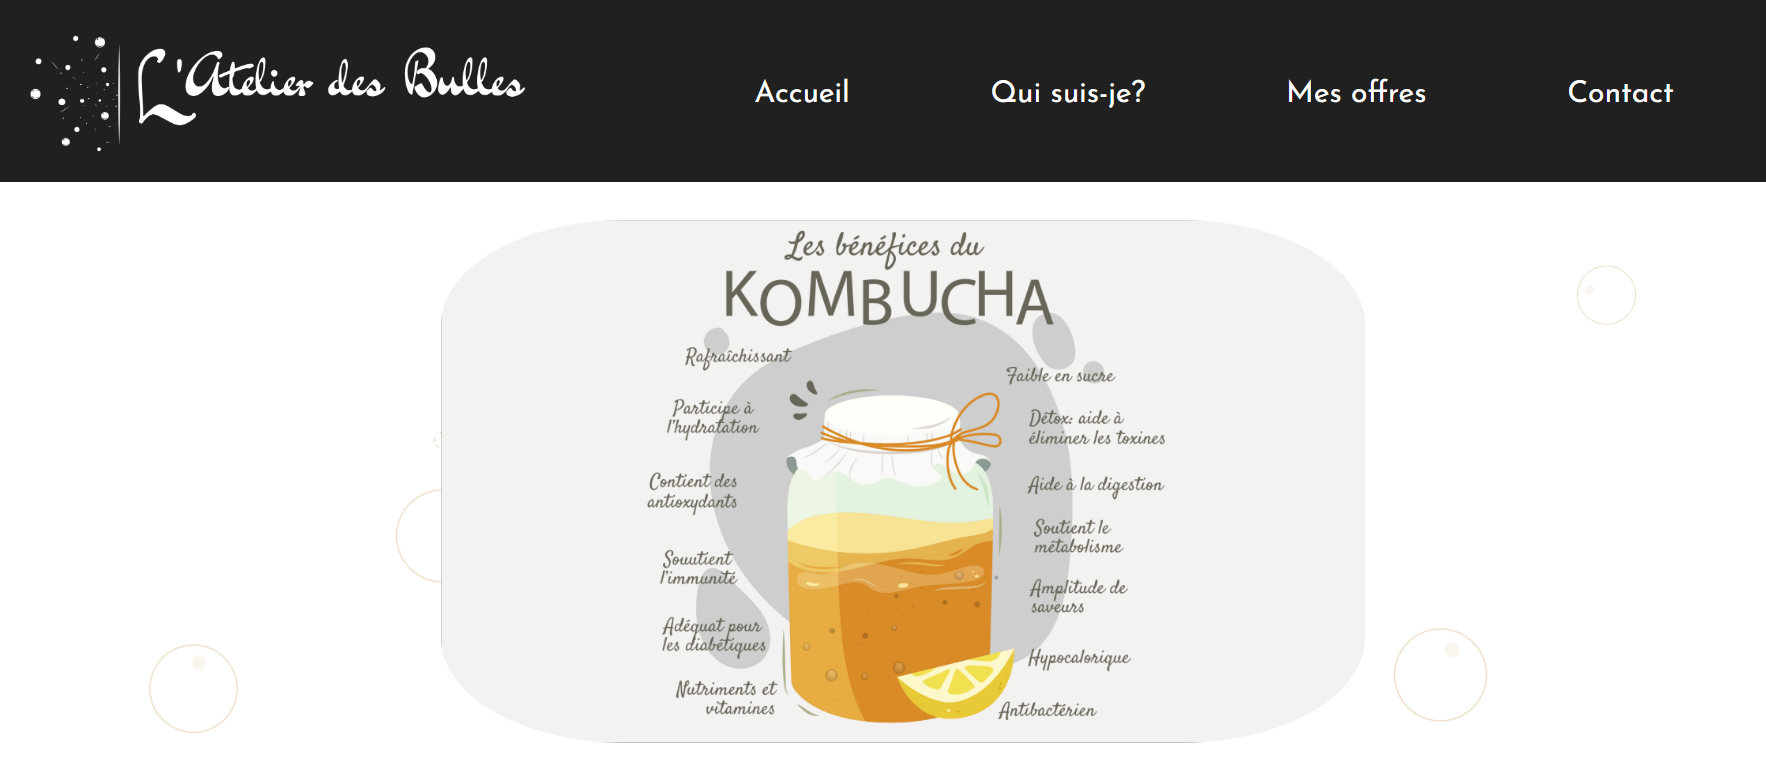 L'Atelier des Bulles
Accueil
Qui suis-je?
Mes offres
Contact
Les bénéfices du
KOMBUCHA
Rafraîchissant
Participe à
l'hydratation
Contient des
antioxydants
Souutient
l'immunité
Adéquat pour
les diabétiques
Nutriments et
vitamines
Faible en sucre
Détox: aide à
éliminer les toxines
Aide à la digestion
Soutient le
métabolisme
Amplitude de
saveurs
Hypocalorique
Antibactérien